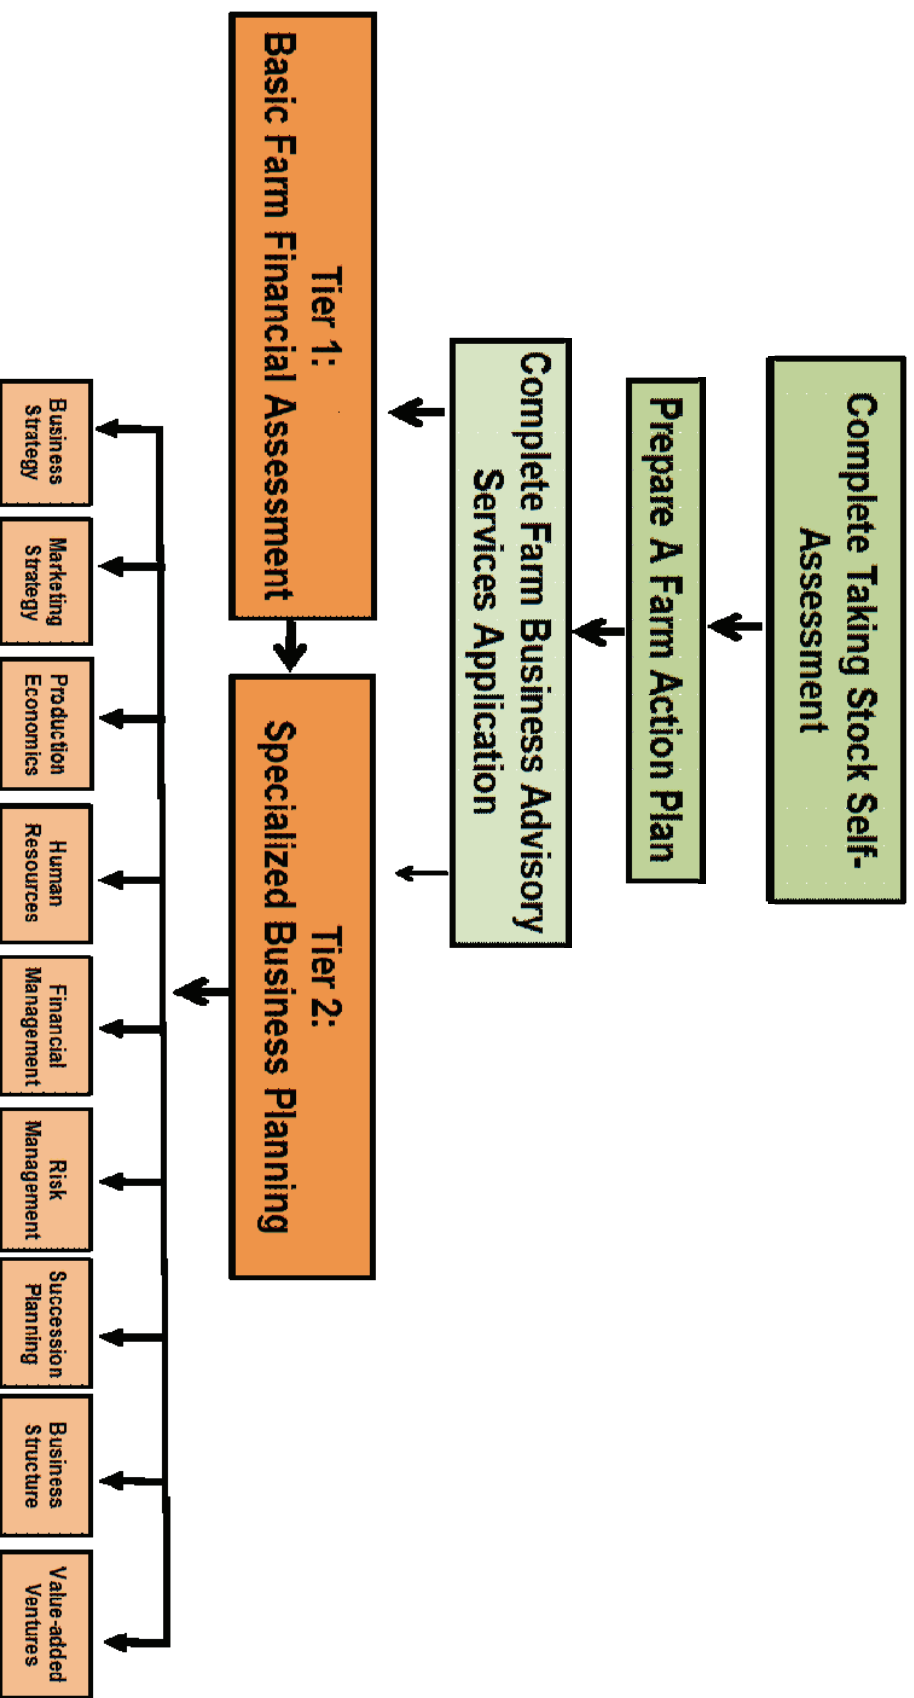 Complete Taking Stock Self-
Assessment
Prepare A Farm Action Plan
Complete Farm Business Advisory
Services Application
Tier 1:
Basic Farm Financial Assessment
Tier 2:
Specialized Business Planning
Business
Strategy
Marketing
Strategy
Production
Economics
Human
Resources
Financial
Management
Risk
Management
Succession
Planning
Business
Structure
Value-added
Ventures